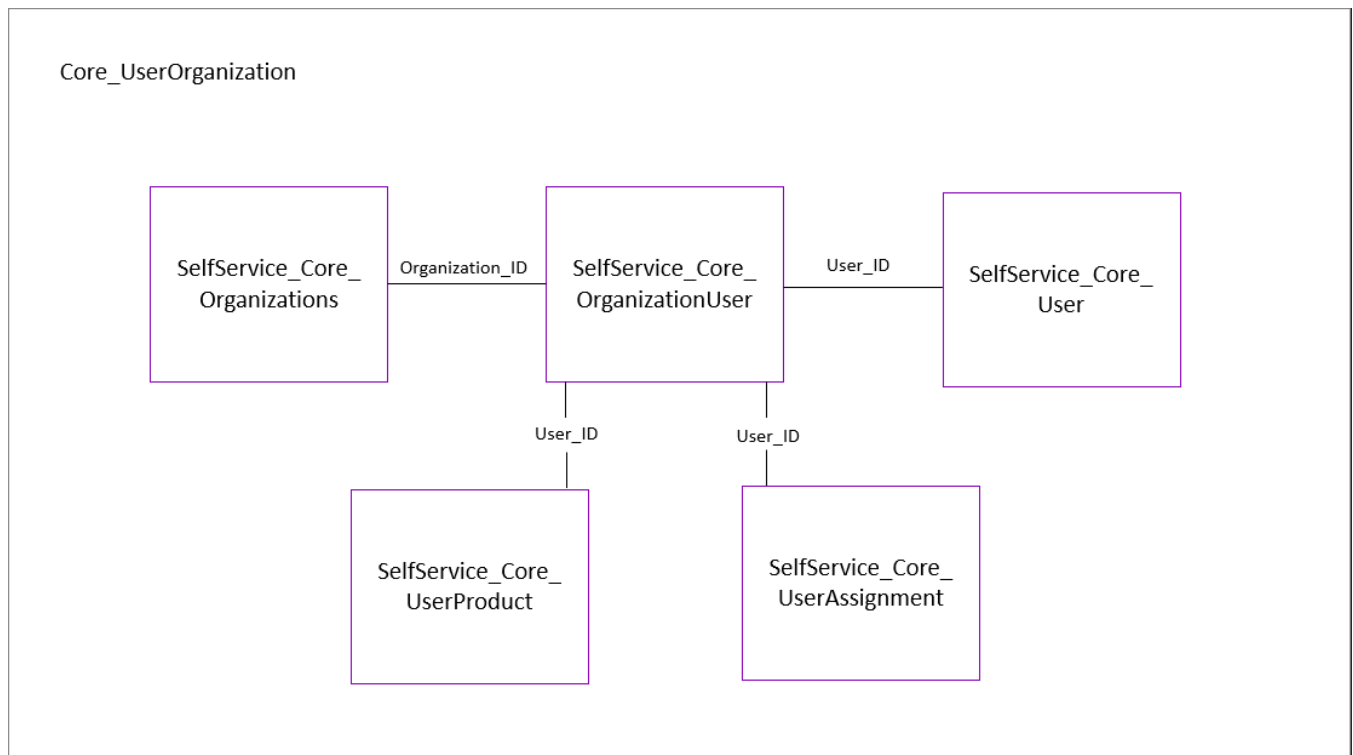 Core_UserOrganization
SelfService_Core_
Organizations
Organization_ID
SelfService_Core_
OrganizationUser
User_ID
SelfService_Core_
User
User_ID
User_ID
SelfService_Core_
UserProduct
SelfService_Core_
UserAssignment